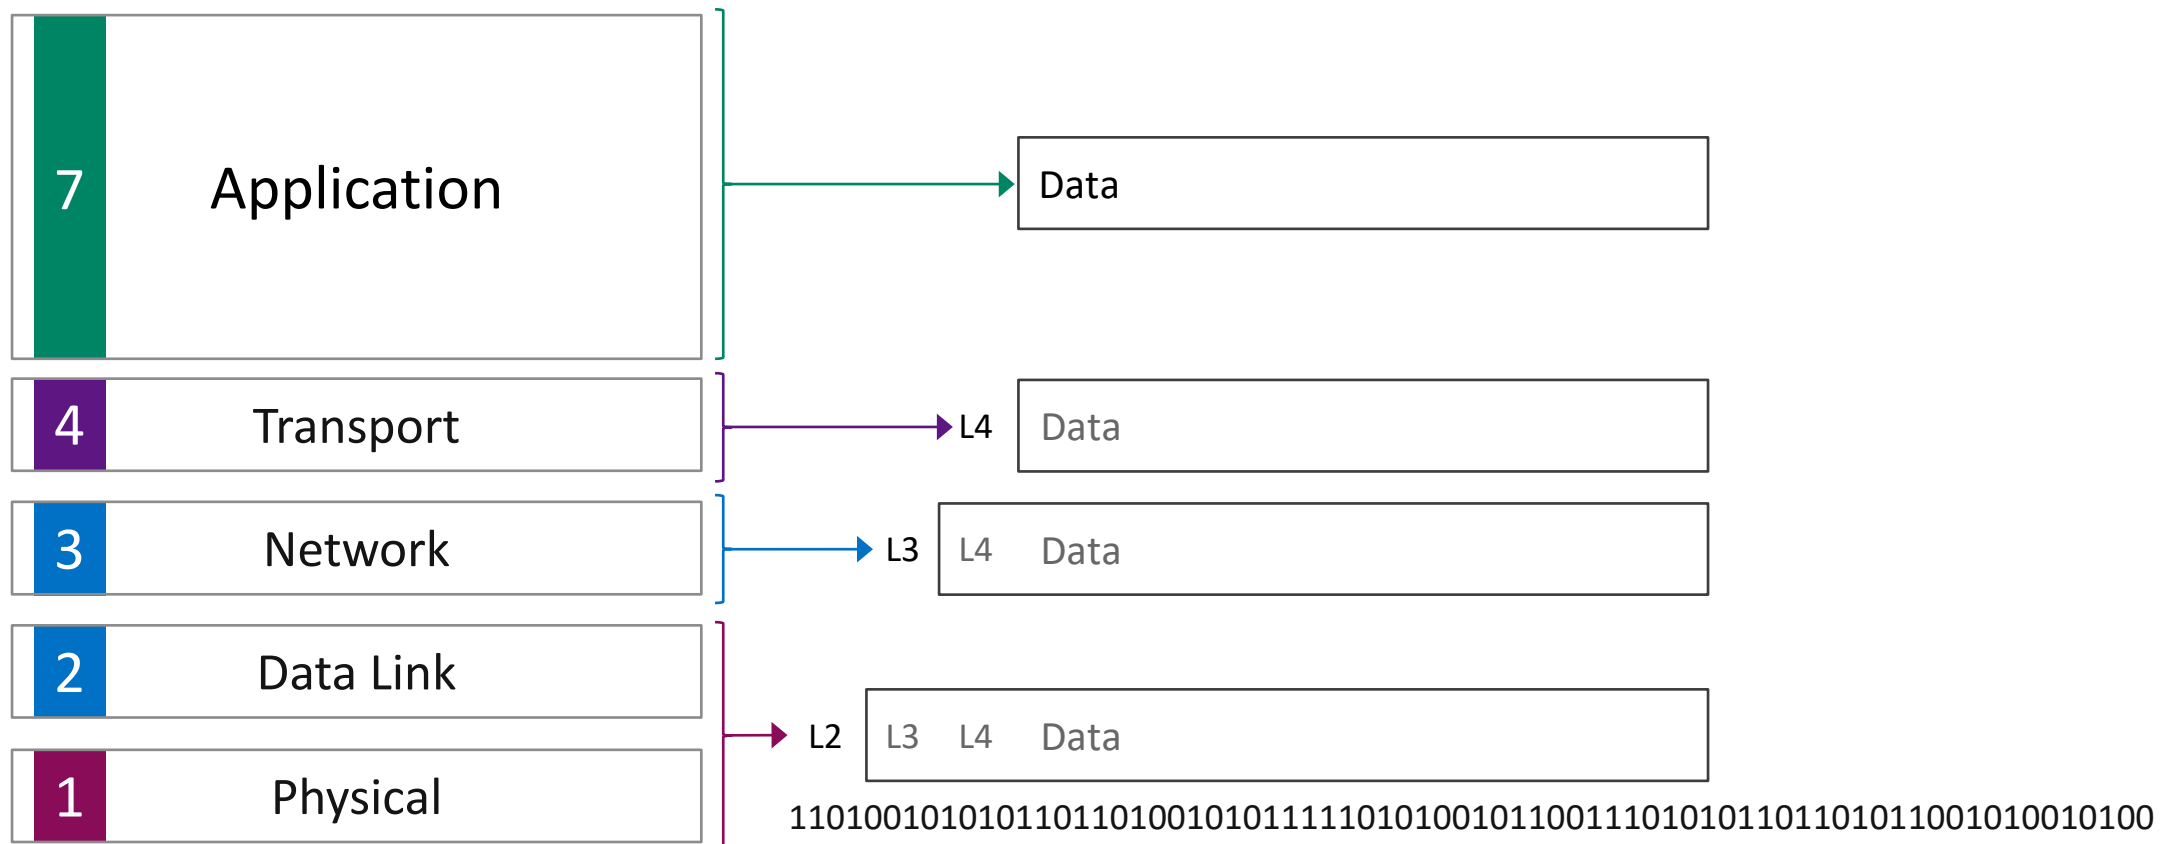 7 Application Data
4 Transport L4 Data
3 Network L3 L4 Data
2 Data Link
L2 L3 L4 Data
1 Physical
110100101010110110100101011111010100101100111010101101101011001010010100